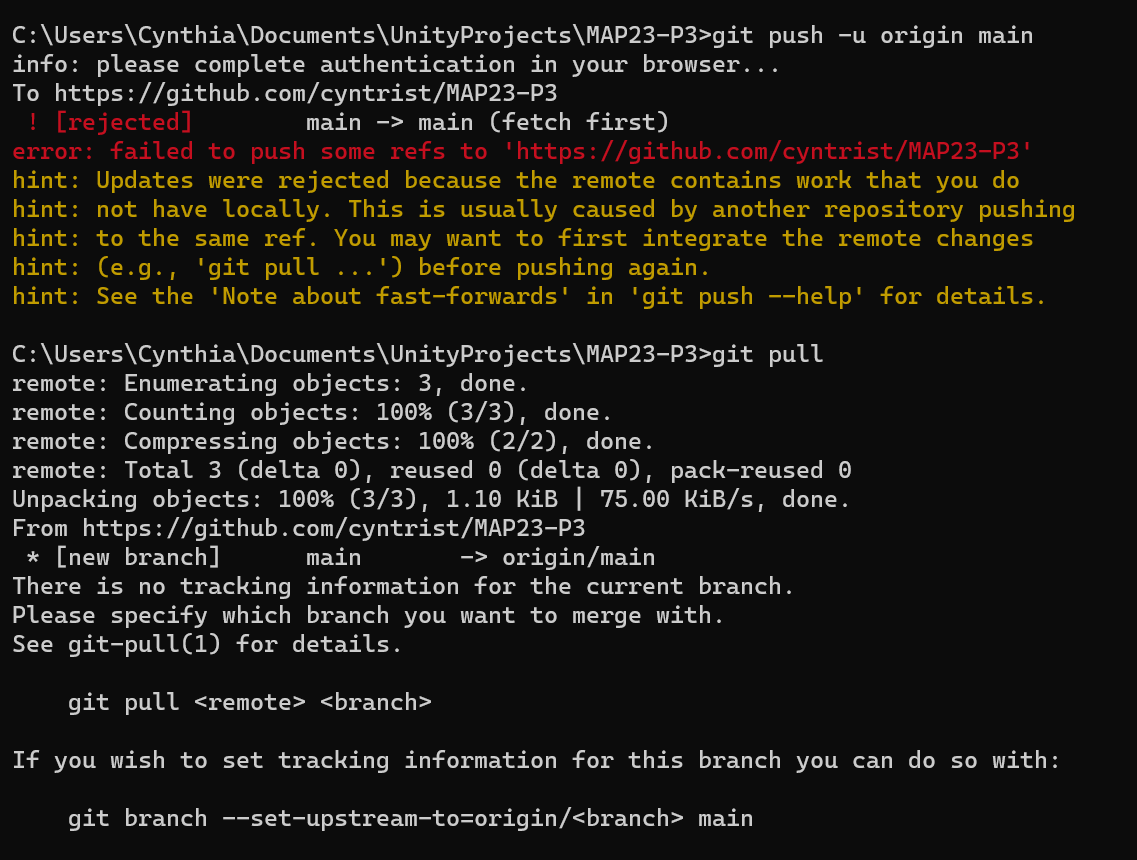 C:\Users\Cynthia\Documents\UnityProjects\MAP23-P3>git push -u origin main
info: please complete authentication in your browser...
To https://github.com/cyntrist/MAP23-P3
 ! [rejected]        main -> main (fetch first)
error: failed to push some refs to 'https://github.com/cyntrist/MAP23-P3'
hint: Updates were rejected because the remote contains work that you do
hint: not have locally. This is usually caused by another repository pushing
hint: to the same ref. You may want to first integrate the remote changes
hint: (e.g., 'git pull ...') before pushing again.
hint: See the 'Note about fast-forwards' in 'git push --help' for details.

C:\Users\Cynthia\Documents\UnityProjects\MAP23-P3>git pull
remote: Enumerating objects: 3, done.
remote: Counting objects: 100% (3/3), done.
remote: Compressing objects: 100% (2/2), done.
remote: Total 3 (delta 0), reused 0 (delta 0), pack-reused 0
Unpacking objects: 100% (3/3), 1.10 KiB | 75.00 KiB/s, done.
From https://github.com/cyntrist/MAP23-P3
 * [new branch]      main       -> origin/main
There is no tracking information for the current branch.
Please specify which branch you want to merge with.
See git-pull(1) for details.

    git pull <remote> <branch>

If you wish to set tracking information for this branch you can do so with:

    git branch --set-upstream-to=origin/<branch> main